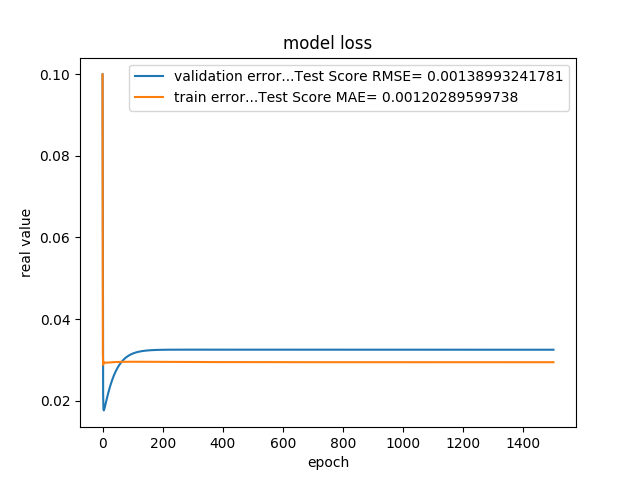 model loss
validation error...Test Score RMSE= 0.00138993241781
train error...Test Score MAE= 0.00120289599738
real value
0.10
0.08
0.06
0.04
0.02
0 200 400 600 800 1000 1200 1400
epoch